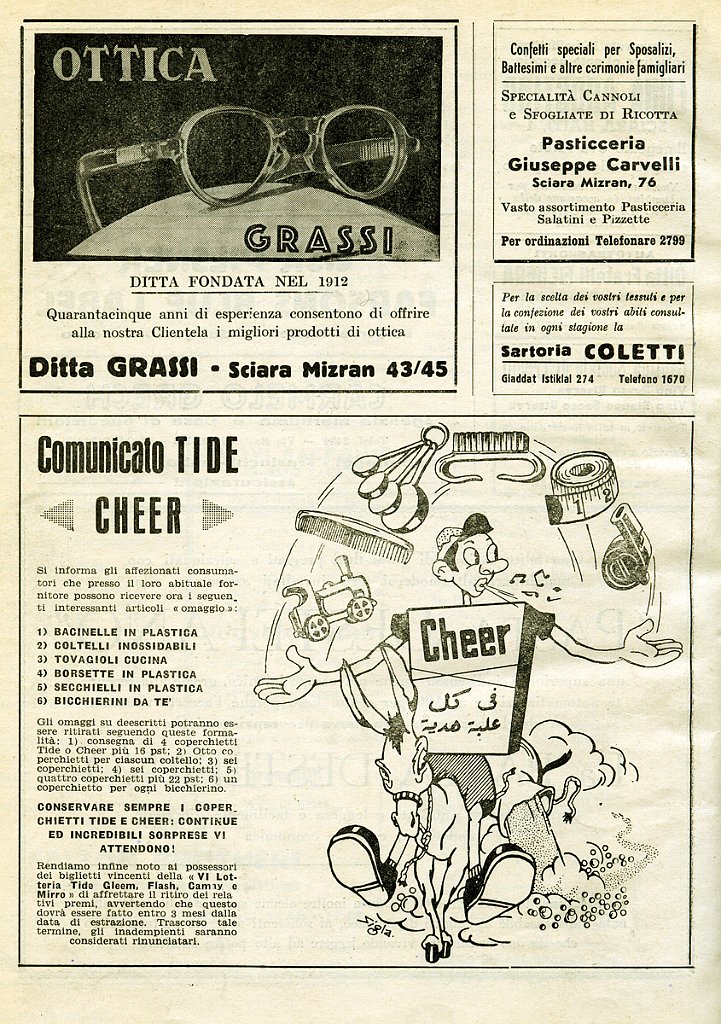 OTTICA
GRASSI
DITTA FONDATA NEL 1912
Quarantacinque anni di esperienza consentono di offrire
alla nostra Clientela i migliori prodotti di ottica
Ditta GRASSI - Sciara Mizran 43/45
Confetti speciali per Sposalizi,
Battesimi e altre cerimonie famigliari
SPECIALITÀ CANNOLI
E SFOGLIATE DI RICOTTA
Pasticceria
Giuseppe Carvelli
Sciara Mizran, 76
Vasto assortimento Pasticceria
Salatini e Pizzette
Per ordinazioni Telefonare 2799
Per la scelta dei vostri tessuti e per
la confezione dei vostri abiti consul-
tate in ogni stagione la
Sartoria COLETTI
Giaddat Istiklal 274 Telefono 1670
Comunicato TIDE
CHEER
Si informa gli affezionati consuma-
tori che presso il loro abituale for-
nitore possono ricevere ora i seguen-
ti interessanti articoli «omaggio»:
1) BACINELLE IN PLASTICA
2) COLTELLI INOSSIDABILI
3) TOVAGIOLI CUCINA
4) BORSETTE IN PLASTICA
5) SECCHIELLI IN PLASTICA
6) BICCHIERINI DA TE'
Gli omaggi su deescritti potranno es-
sere ritirati seguendo queste forma-
lità: 1) consegna di 4 coperchietti
Tide o Cheer più 16 pst; 2) Otto co
perchietti per ciascun coltello; 3) sei
coperchietti; 4) sei coperchietti; 5)
quattro coperchietti più 22 pst; 6) un
coperchietto per ogni bicchierino.
CONSERVARE SEMPRE I COPER-
CHIETTI TIDE E CHEER: CONTINUE
ED INCREDIBILI SORPRESE VI
ATTENDONO!
Rendiamo infine noto ai possessori
dei biglietti vincenti della «VI Lot-
teria Tide Gleem, Flash, Camay e
Mirro» di affrettare il ritiro dei rela
tivi premi, avvertendo che questo
dovrà essere fatto entro 3 mesi dalla
data di estrazione. Trascorso tale
termine, gli inadempienti saranno
considerati rinunciatari.
1 2
Cheer
في كل
علبة هدية